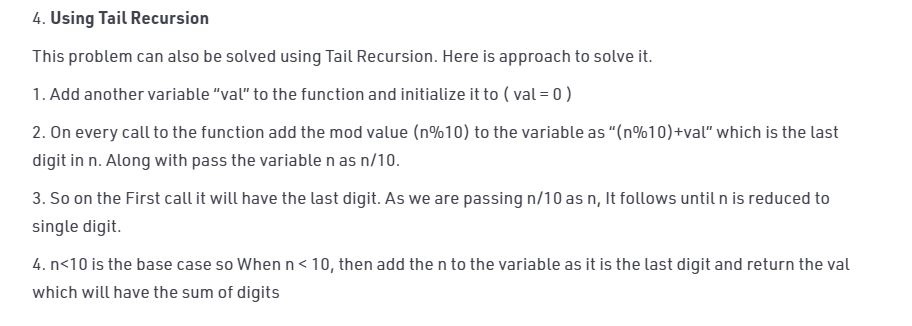 4. Using Tail Recursion
This problem can also be solved using Tail Recursion. Here is approach to solve it.
1. Add another variable “val” to the function and initialize it to ( val = 0 )
2. On every call to the function add the mod value (n%10) to the variable as “(n%10)+val” which is the last
digit in n. Along with pass the variable n as n/10.
3. So on the First call it will have the last digit. As we are passing n/10 as n, It follows until n is reduced to
single digit.
4. n<10 is the base case so When n < 10, then add the n to the variable as it is the last digit and return the val
which will have the sum of digits